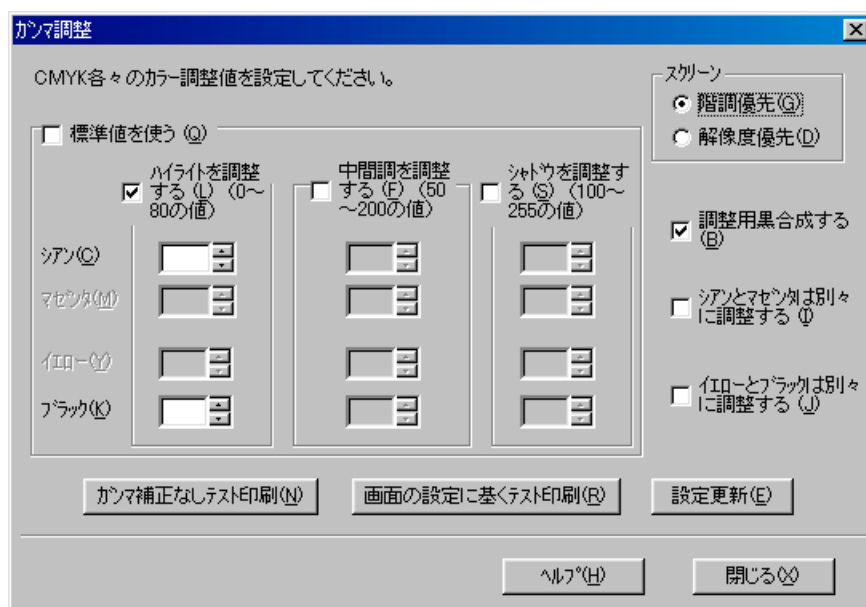 ガンマ調整
CMYK各々のカラー調整値を設定してください。
スクリーン
階調優先(G)
解像度優先(D)
標準値を使う (Q)
ハイライトを調整
する (L) (0~
80の値)
中間調を調整
する (F) (50
~200の値)
シャドウを調整す
る (S) (100~
255の値)
調整用黒合成する
(B)
シアン(C)
マゼンタ(M)
シアンとマゼンタは別々
に調整する (I)
イエロー(Y)
ブラック(K)
イエローとブラックは別々
に調整する (J)
ガンマ補正なしテスト印刷(N)
画面の設定に基くテスト印刷(R)
設定更新(E)
ヘルプ(H)
閉じる(X)